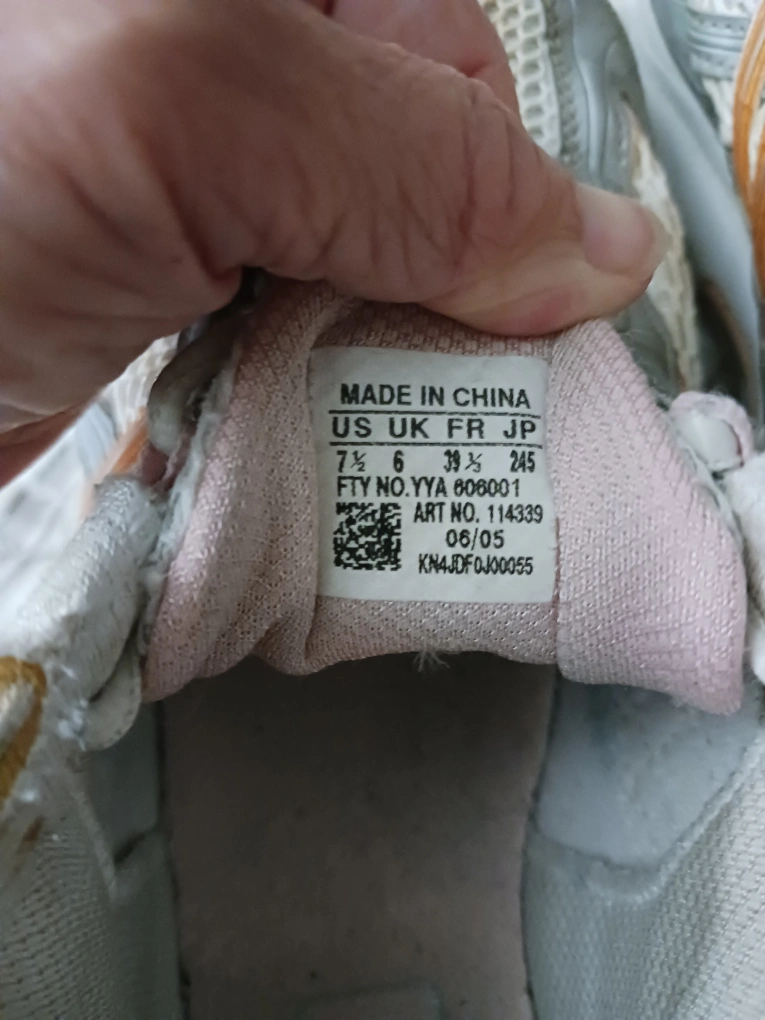 MADE IN CHINA
US UK FR JP
7½ 6 39⅓ 245
FTY NO.YYA 606001
ART NO. 114339
06/05
KN4JDF0J00055